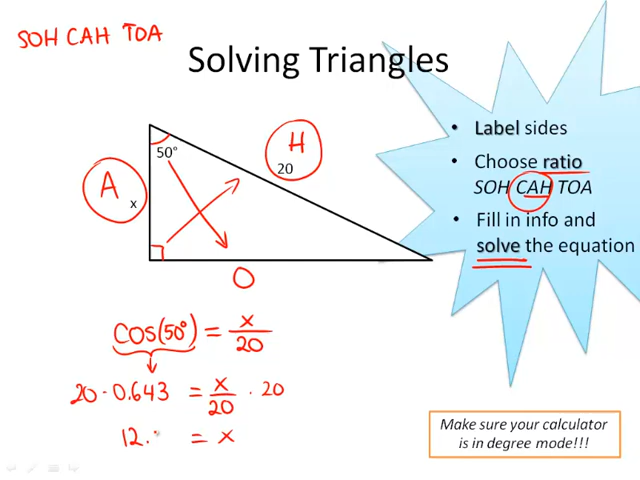 SOH CAH TOA
Solving Triangles
• Label sides
• Choose ratio
SOH CAH TOA
• Fill in info and
solve the equation
50°
H
20
A
x
O
cos(50°) = x/20
20 · 0.643 = x/20 · 20
12. = x
Make sure your calculator
is in degree mode!!!